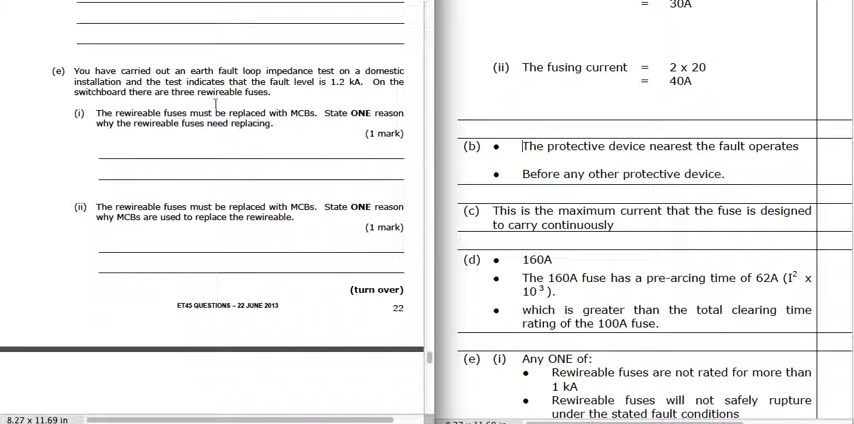 (e) You have carried out an earth fault loop impedance test on a domestic
installation and the test indicates that the fault level is 1.2 kA. On the
switchboard there are three rewireable fuses.
(i) The rewireable fuses must be replaced with MCBs. State ONE reason
why the rewireable fuses need replacing.
(1 mark)
(ii) The rewireable fuses must be replaced with MCBs. State ONE reason
why MCBs are used to replace the rewireable.
(1 mark)
(turn over)
ET45 QUESTIONS – 22 JUNE 2013
22
8.27 x 11.69 in
= 30A
(ii) The fusing current = 2 x 20
= 40A
(b) • The protective device nearest the fault operates
• Before any other protective device.
(c) This is the maximum current that the fuse is designed
to carry continuously
(d) • 160A
• The 160A fuse has a pre-arcing time of 62A (I² x
10³).
• which is greater than the total clearing time
rating of the 100A fuse.
(e) (i) Any ONE of:
• Rewireable fuses are not rated for more than
1 kA
• Rewireable fuses will not safely rupture
under the stated fault conditions
8.27 x 11.69 in